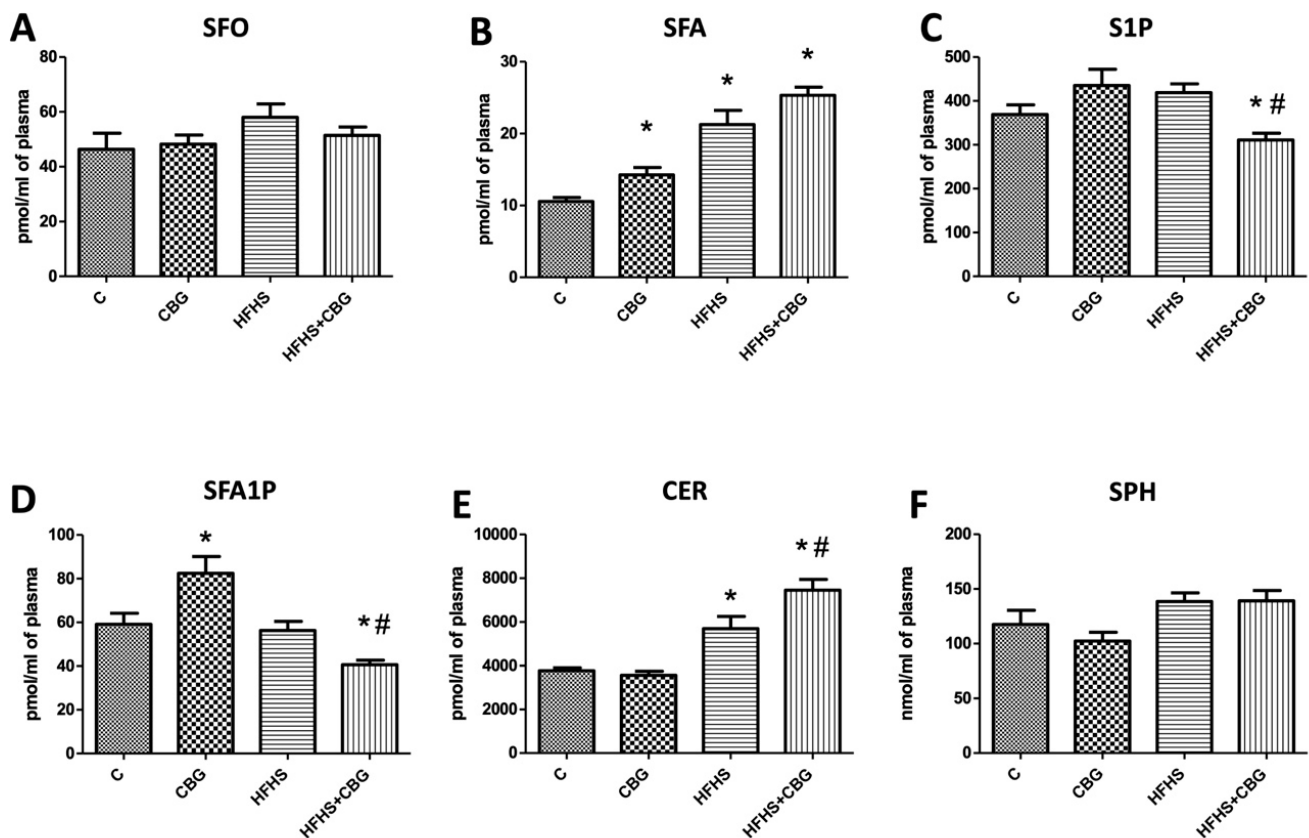 A
SFO
pmol/ml of plasma
80
60
40
20
0
C
CBG
HFHS
HFHS+CBG
B
SFA
pmol/ml of plasma
30
20
10
0
*
*
*
C
CBG
HFHS
HFHS+CBG
C
S1P
pmol/ml of plasma
500
400
300
200
100
0
* #
C
CBG
HFHS
HFHS+CBG
D
SFA1P
pmol/ml of plasma
100
80
60
40
20
0
*
* #
C
CBG
HFHS
HFHS+CBG
E
CER
pmol/ml of plasma
10000
8000
6000
4000
2000
0
*
* #
C
CBG
HFHS
HFHS+CBG
F
SPH
nmol/ml of plasma
200
150
100
50
0
C
CBG
HFHS
HFHS+CBG